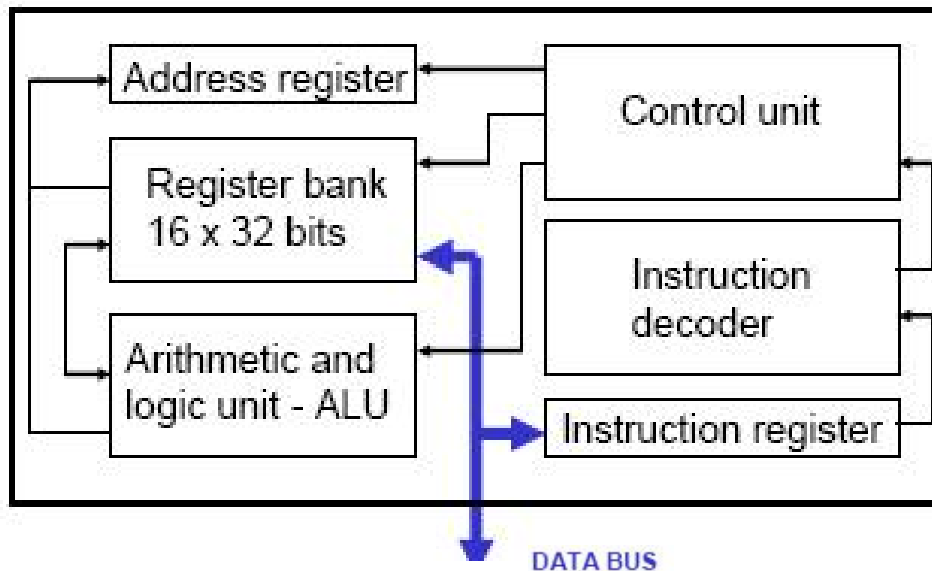 Address register
Control unit
Register bank
16 x 32 bits
Instruction
decoder
Arithmetic and
logic unit - ALU
Instruction register
DATA BUS